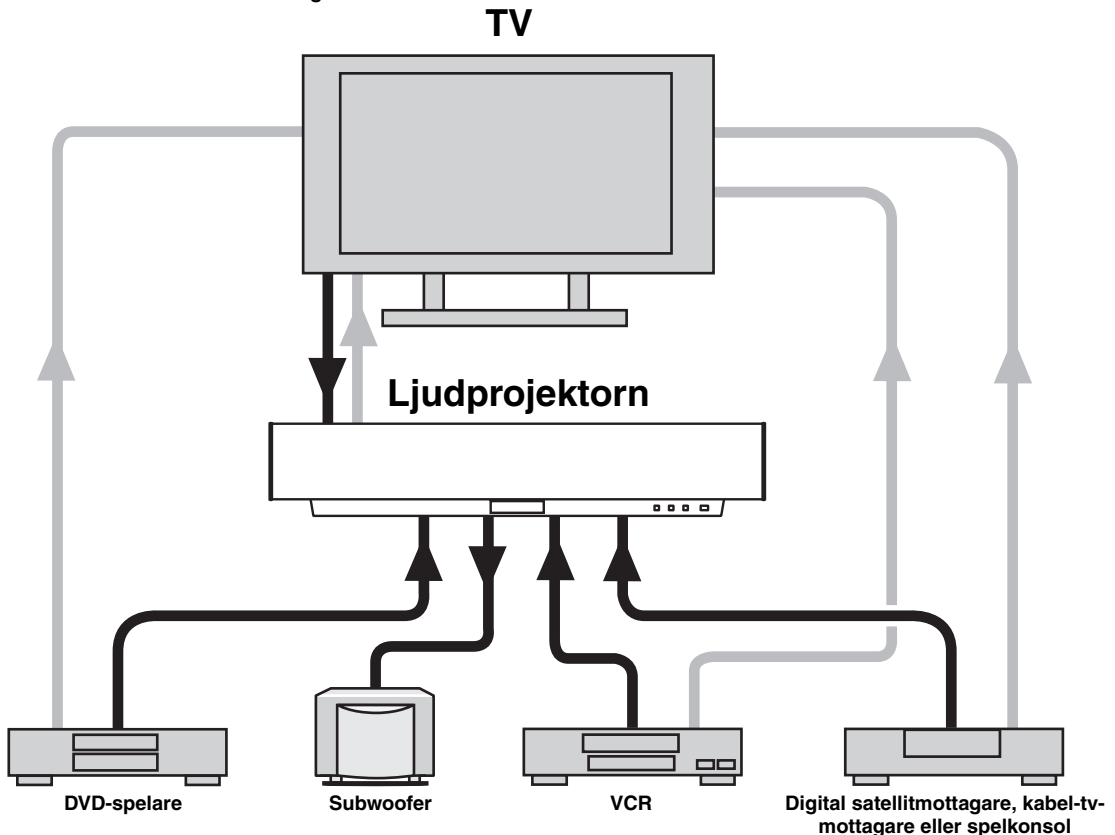 TV
Ljudprojektorn
DVD-spelare
Subwoofer
VCR
Digital satellitmottagare, kabel-tv-
mottagare eller spelkonsol